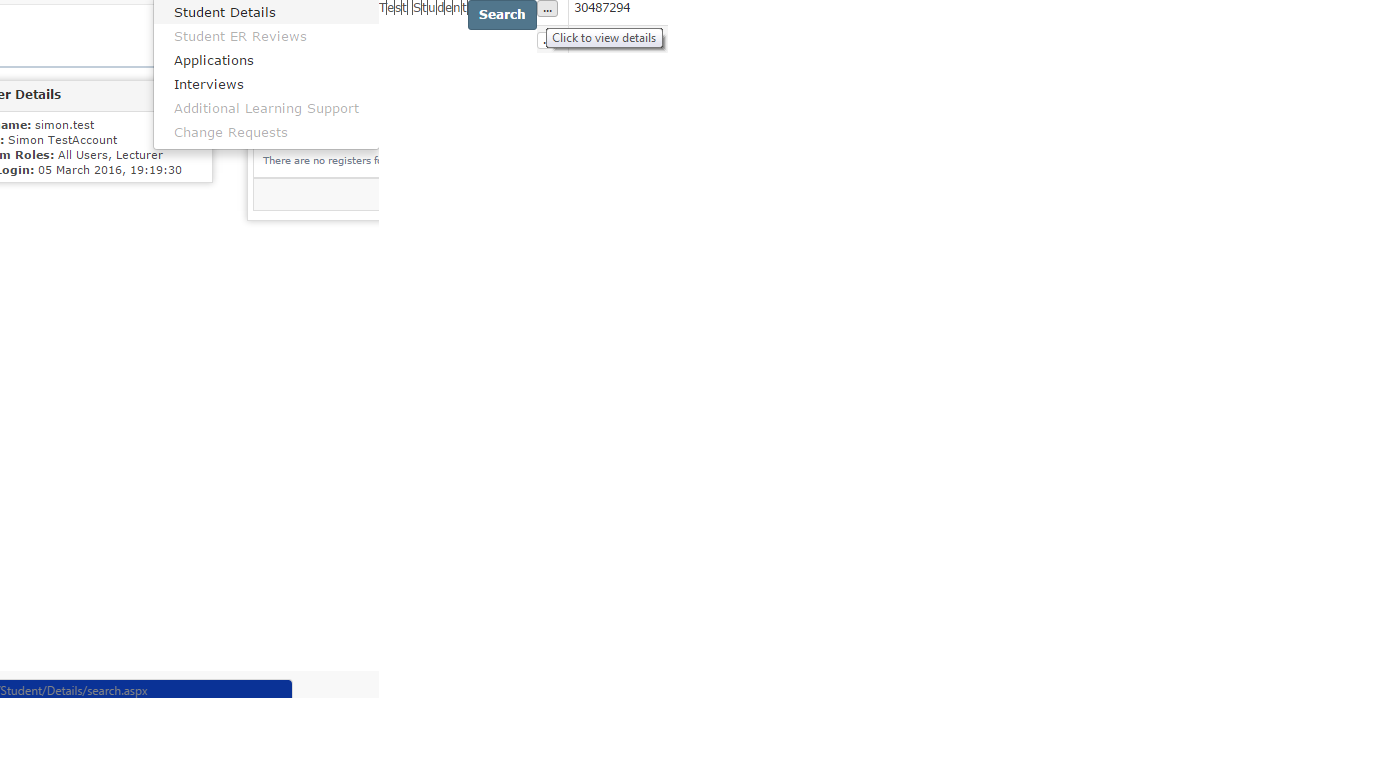 Student Details
Student ER Reviews
Applications
Interviews
Additional Learning Support
Change Requests
Test Student
Search
...
30487294
Click to view details
er Details
ame: simon.test
: Simon TestAccount
m Roles: All Users, Lecturer
Login: 05 March 2016, 19:19:30
There are no registers f
/Student/Details/search.aspx